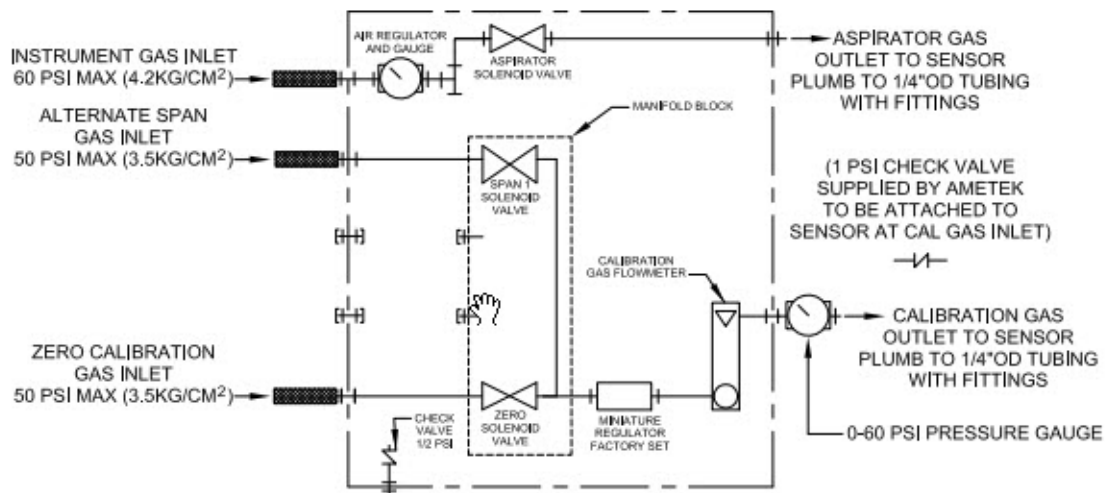 INSTRUMENT GAS INLET
60 PSI MAX (4.2KG/CM2)
AIR REGULATOR
AND GAUGE
ASPIRATOR
SOLENOID VALVE
ASPIRATOR GAS
OUTLET TO SENSOR
PLUMB TO 1/4"OD TUBING
WITH FITTINGS
ALTERNATE SPAN
GAS INLET
50 PSI MAX (3.5KG/CM2)
MANIFOLD BLOCK
SPAN 1
SOLENOID
VALVE
(1 PSI CHECK VALVE
SUPPLIED BY AMETEK
TO BE ATTACHED TO
SENSOR AT CAL GAS INLET)
CALIBRATION
GAS FLOWMETER
CALIBRATION GAS
OUTLET TO SENSOR
PLUMB TO 1/4"OD TUBING
WITH FITTINGS
ZERO CALIBRATION
GAS INLET
50 PSI MAX (3.5KG/CM2)
CHECK
VALVE
1/2 PSI
ZERO
SOLENOID
VALVE
MINIATURE
REGULATOR
FACTORY SET
0-60 PSI PRESSURE GAUGE